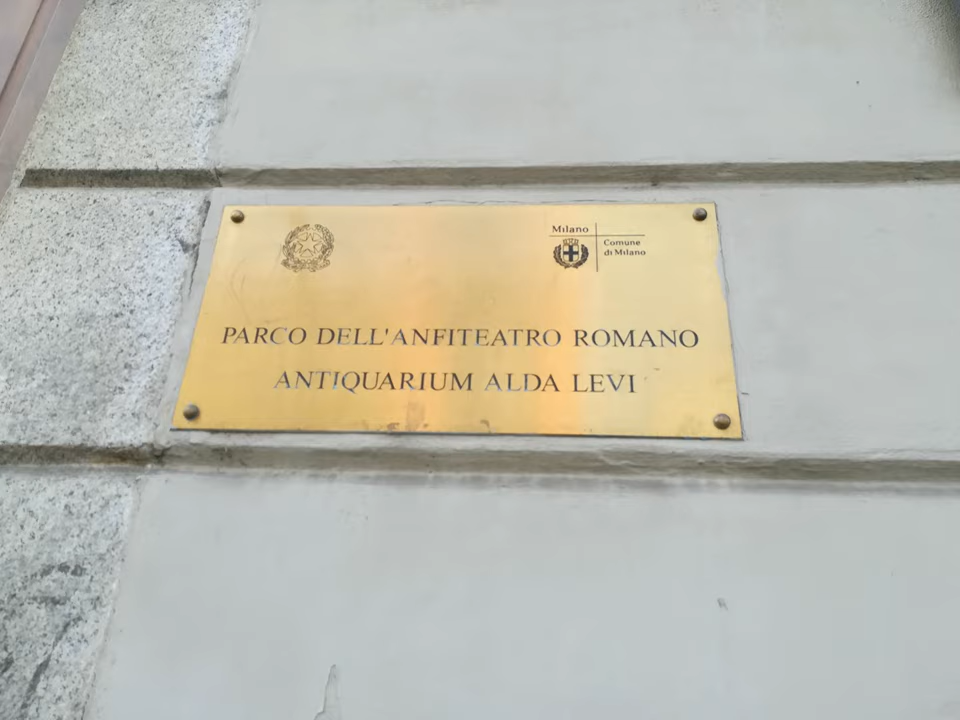 Milano
Comune
di Milano
PARCO DELL'ANFITEATRO ROMANO
ANTIQUARIUM ALDA LEVI